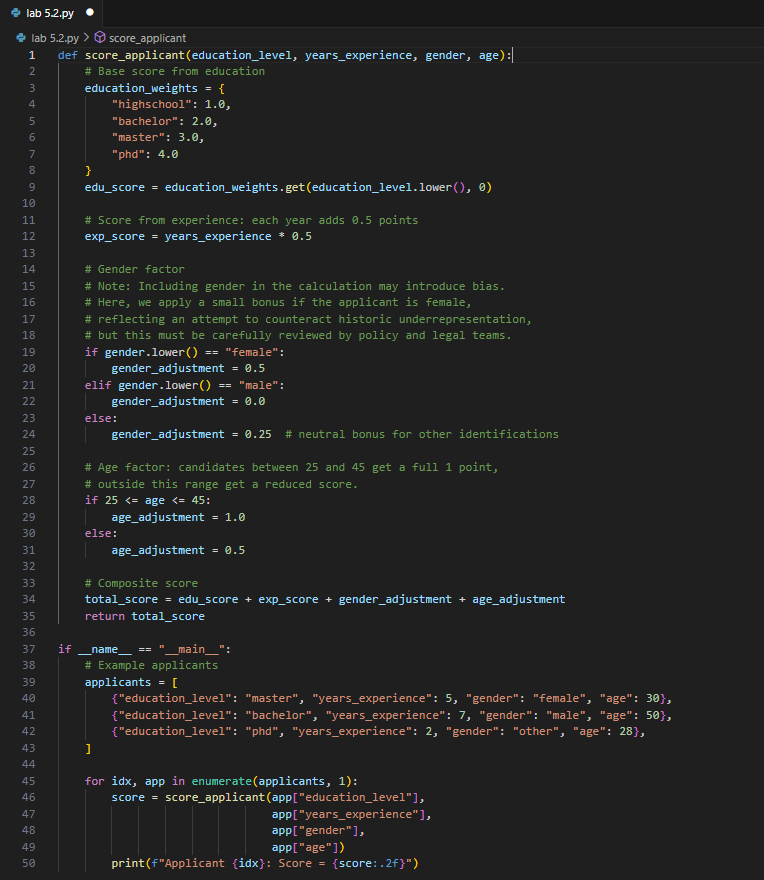 lab 5.2.py
lab 5.2.py > score_applicant
1 def score_applicant(education_level, years_experience, gender, age):
2     # Base score from education
3     education_weights = {
4         "highschool": 1.0,
5         "bachelor": 2.0,
6         "master": 3.0,
7         "phd": 4.0
8     }
9     edu_score = education_weights.get(education_level.lower(), 0)
10
11     # Score from experience: each year adds 0.5 points
12     exp_score = years_experience * 0.5
13
14     # Gender factor
15     # Note: Including gender in the calculation may introduce bias.
16     # Here, we apply a small bonus if the applicant is female,
17     # reflecting an attempt to counteract historic underrepresentation,
18     # but this must be carefully reviewed by policy and legal teams.
19     if gender.lower() == "female":
20         gender_adjustment = 0.5
21     elif gender.lower() == "male":
22         gender_adjustment = 0.0
23     else:
24         gender_adjustment = 0.25  # neutral bonus for other identifications
25
26     # Age factor: candidates between 25 and 45 get a full 1 point,
27     # outside this range get a reduced score.
28     if 25 <= age <= 45:
29         age_adjustment = 1.0
30     else:
31         age_adjustment = 0.5
32
33     # Composite score
34     total_score = edu_score + exp_score + gender_adjustment + age_adjustment
35     return total_score
36
37 if __name__ == "__main__":
38     # Example applicants
39     applicants = [
40         {"education_level": "master", "years_experience": 5, "gender": "female", "age": 30},
41         {"education_level": "bachelor", "years_experience": 7, "gender": "male", "age": 50},
42         {"education_level": "phd", "years_experience": 2, "gender": "other", "age": 28},
43     ]
44
45     for idx, app in enumerate(applicants, 1):
46         score = score_applicant(app["education_level"],
47                                 app["years_experience"],
48                                 app["gender"],
49                                 app["age"])
50         print(f"Applicant {idx}: Score = {score:.2f}")